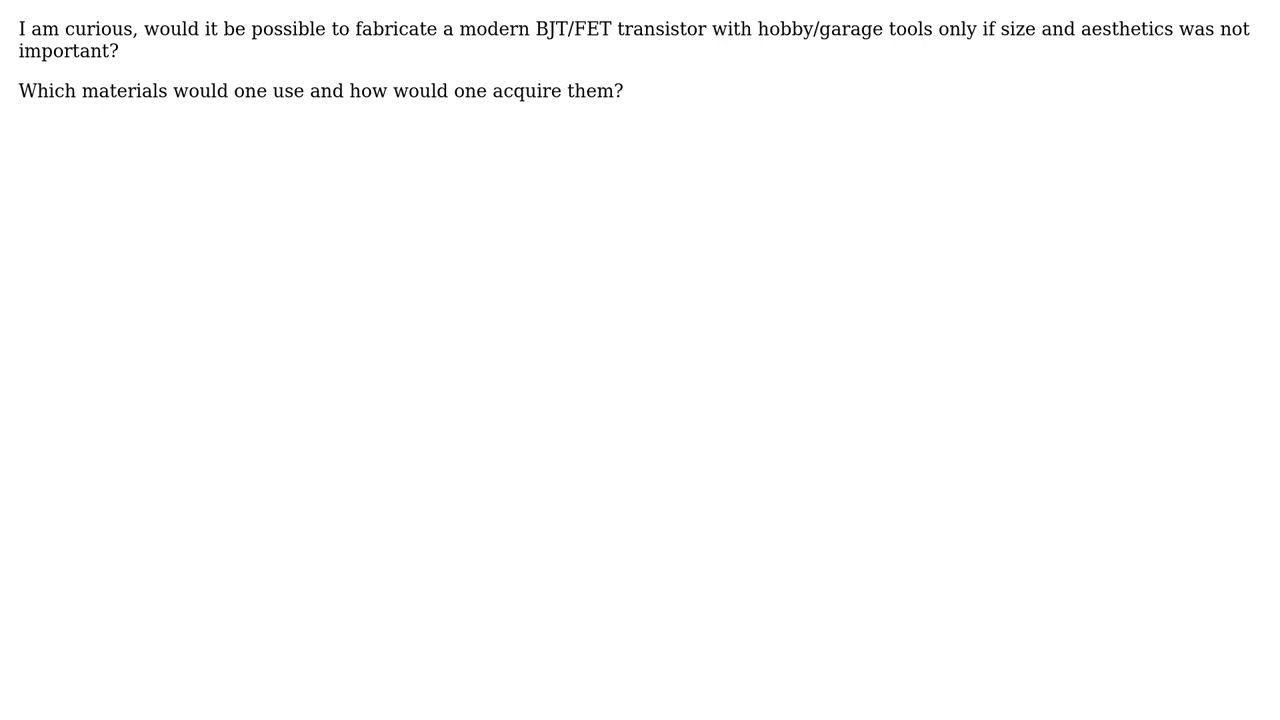 I am curious, would it be possible to fabricate a modern BJT/FET transistor with hobby/garage tools only if size and aesthetics was not
important?
Which materials would one use and how would one acquire them?